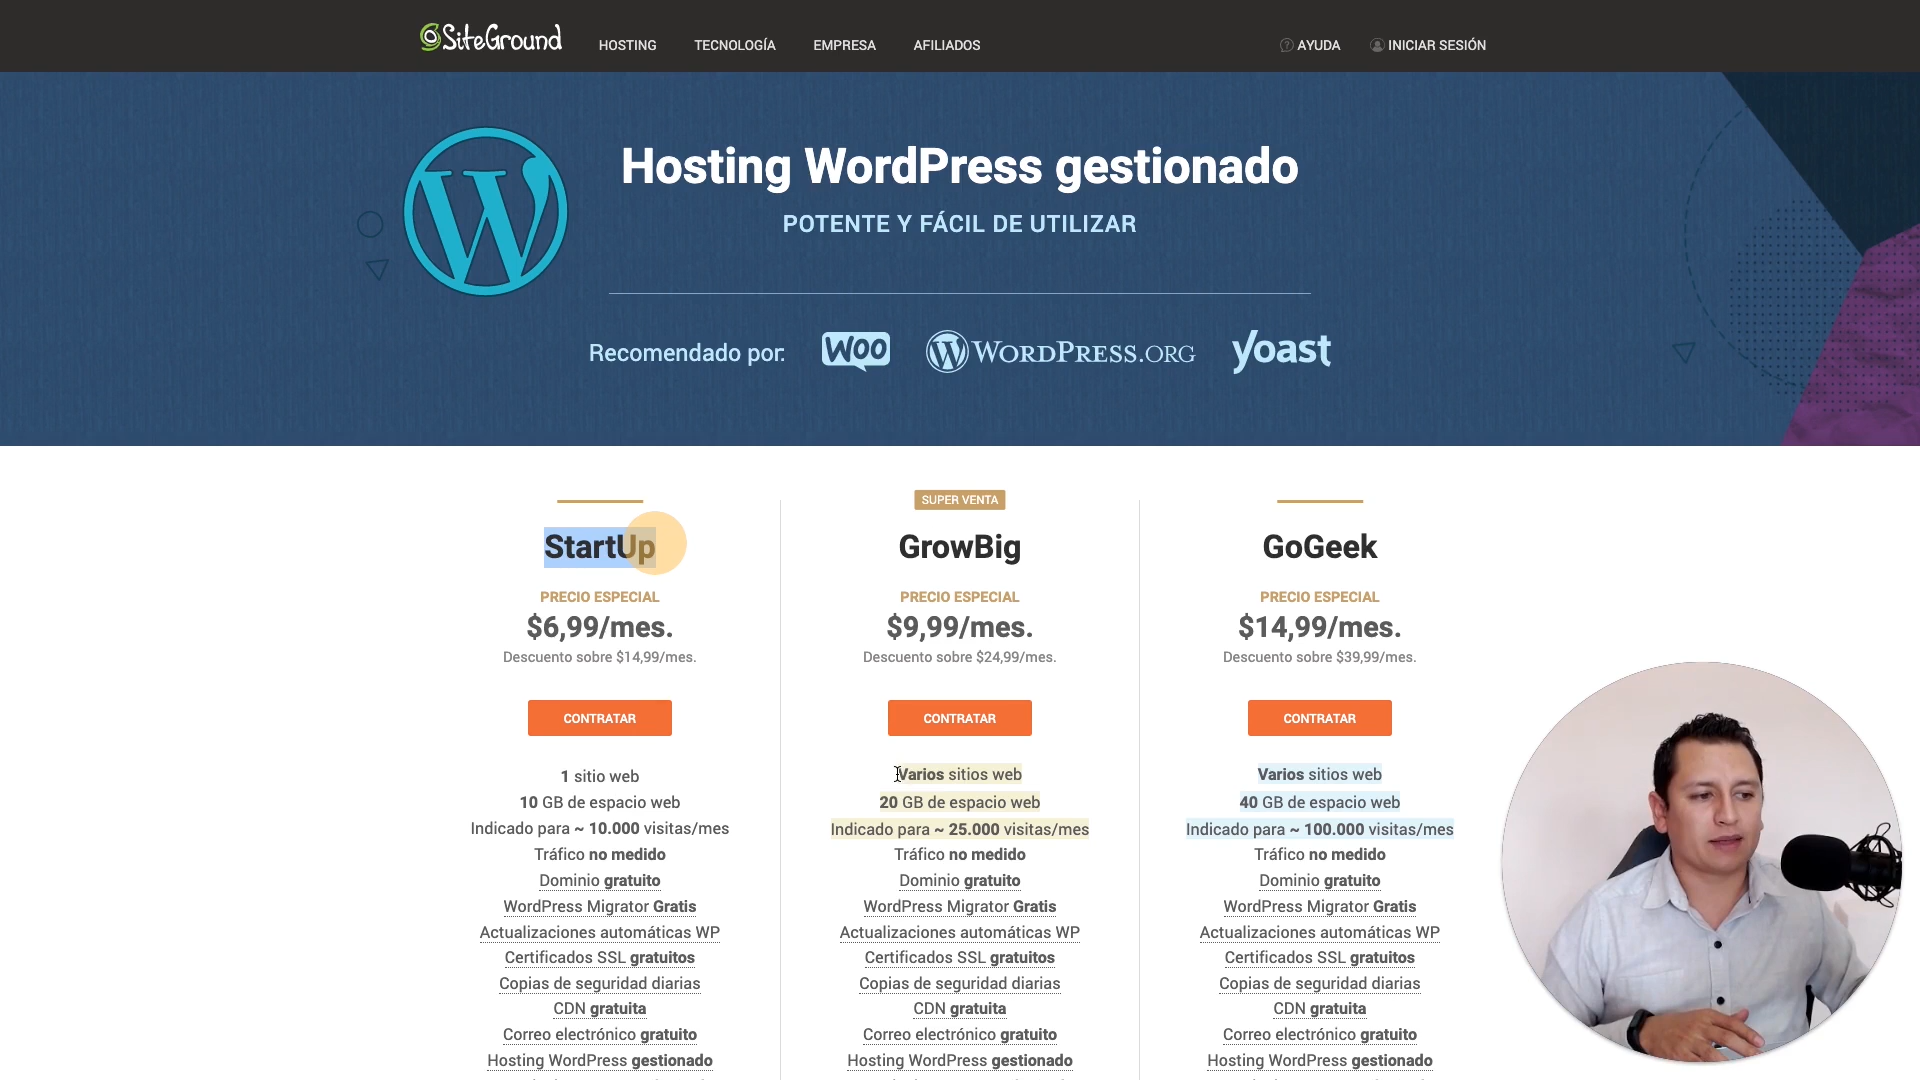 SiteGround HOSTING TECNOLOGÍA EMPRESA AFILIADOS AYUDA INICIAR SESIÓN
Hosting WordPress gestionado
POTENTE Y FÁCIL DE UTILIZAR
Recomendado por: WOO WORDPRESS.ORG yoast
StartUp
PRECIO ESPECIAL
$6,99/mes.
Descuento sobre $14,99/mes.
CONTRATAR
1 sitio web
10 GB de espacio web
Indicado para ~ 10.000 visitas/mes
Tráfico no medido
Dominio gratuito
WordPress Migrator Gratis
Actualizaciones automáticas WP
Certificados SSL gratuitos
Copias de seguridad diarias
CDN gratuita
Correo electrónico gratuito
Hosting WordPress gestionado
SUPER VENTA
GrowBig
PRECIO ESPECIAL
$9,99/mes.
Descuento sobre $24,99/mes.
CONTRATAR
Varios sitios web
20 GB de espacio web
Indicado para ~ 25.000 visitas/mes
Tráfico no medido
Dominio gratuito
WordPress Migrator Gratis
Actualizaciones automáticas WP
Certificados SSL gratuitos
Copias de seguridad diarias
CDN gratuita
Correo electrónico gratuito
Hosting WordPress gestionado
GoGeek
PRECIO ESPECIAL
$14,99/mes.
Descuento sobre $39,99/mes.
CONTRATAR
Varios sitios web
40 GB de espacio web
Indicado para ~ 100.000 visitas/mes
Tráfico no medido
Dominio gratuito
WordPress Migrator Gratis
Actualizaciones automáticas WP
Certificados SSL gratuitos
Copias de seguridad diarias
CDN gratuita
Correo electrónico gratuito
Hosting WordPress gestionado